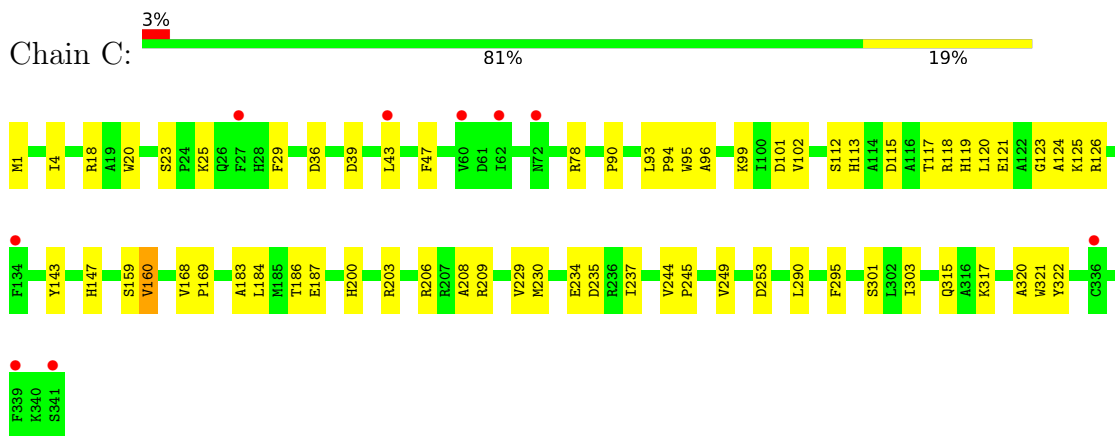 3%
Chain C:
81%
19%
M1 I4 R18 A19 W20 S23 P24 K25 Q26 F27 H28 F29 D36 D39 L43 F47 V60 D61 I62 N72 R78 P90 L93 P94 W95 A96 K99 I100 D101 V102 S112 H113 A114 D115 A116 T117 R118 H119 L120 E121 A122 G123 A124 K125 R126
F134 Y143 H147 S159 V160 V168 P169 A183 L184 M185 T186 E187 H200 R203 R206 R207 A208 R209 V229 M230 E234 D235 R236 I237 V244 P245 V249 D253 L290 F295 S301 L302 I303 Q315 A316 K317 A320 W321 Y322 C336
F339 K340 S341